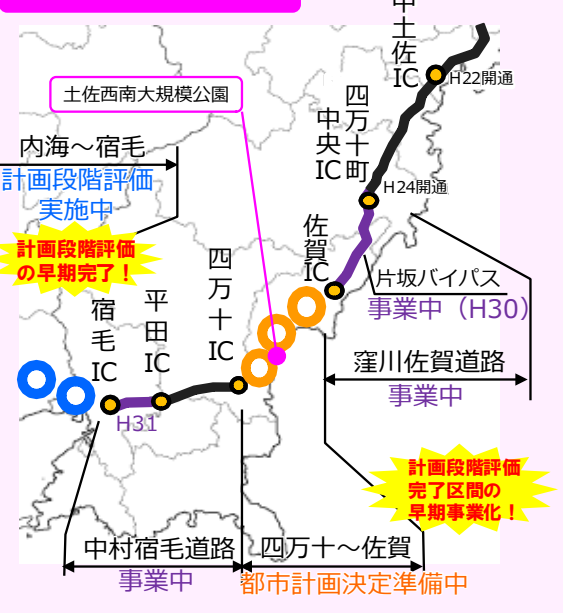 中土佐IC
H22開通
土佐西南大規模公園
四万十町中央IC
H24開通
内海～宿毛
計画段階評価
実施中
計画段階評価
の早期完了！
佐賀IC
四万十IC
平田IC
宿毛IC
片坂バイパス
事業中（H30）
窪川佐賀道路
事業中
H31
計画段階評価
完了区間の
早期事業化！
中村宿毛道路
事業中
四万十～佐賀
都市計画決定準備中